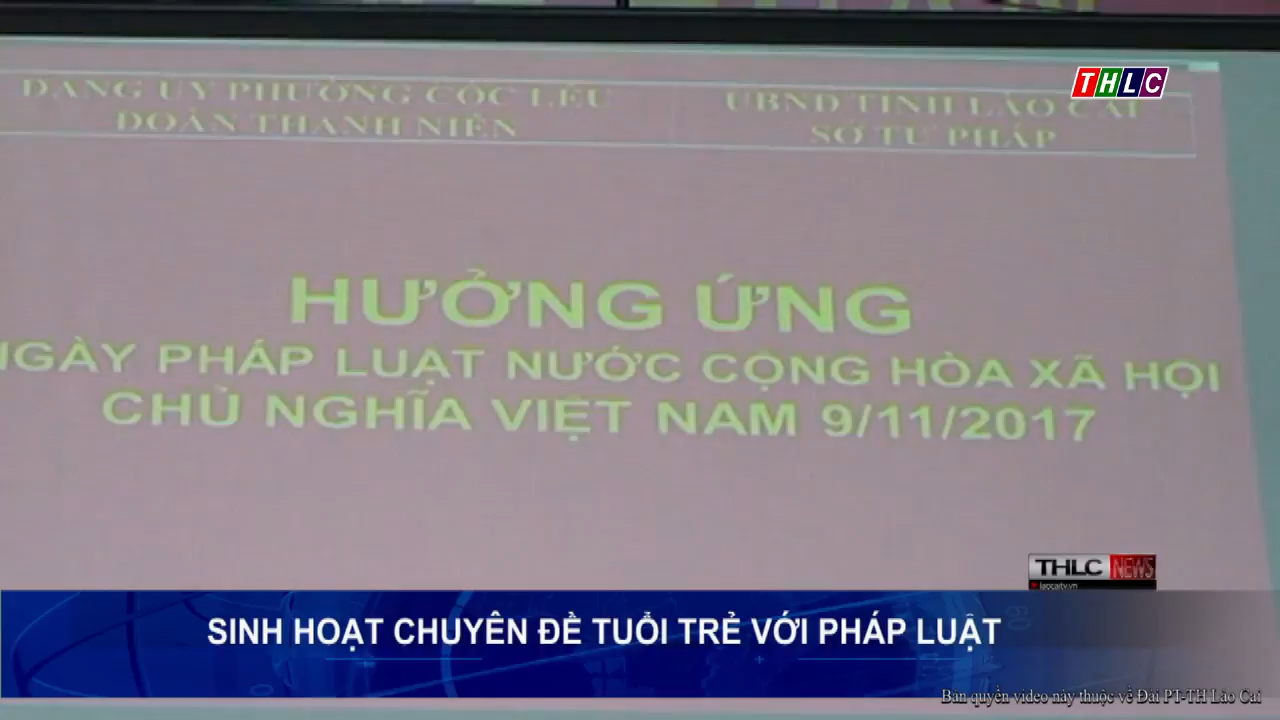 THLC
ĐẢNG ỦY PHƯỜNG CỐC LẾU
ĐOÀN THANH NIÊN
UBND TỈNH LÀO CAI
SỞ TƯ PHÁP
HƯỞNG ỨNG
NGÀY PHÁP LUẬT NƯỚC CỘNG HÒA XÃ HỘI
CHỦ NGHĨA VIỆT NAM 9/11/2017
THLC NEWS
laocaitv.vn
SINH HOẠT CHUYÊN ĐỀ TUỔI TRẺ VỚI PHÁP LUẬT
Bản quyền video này thuộc về Đài PT-TH Lào Cai